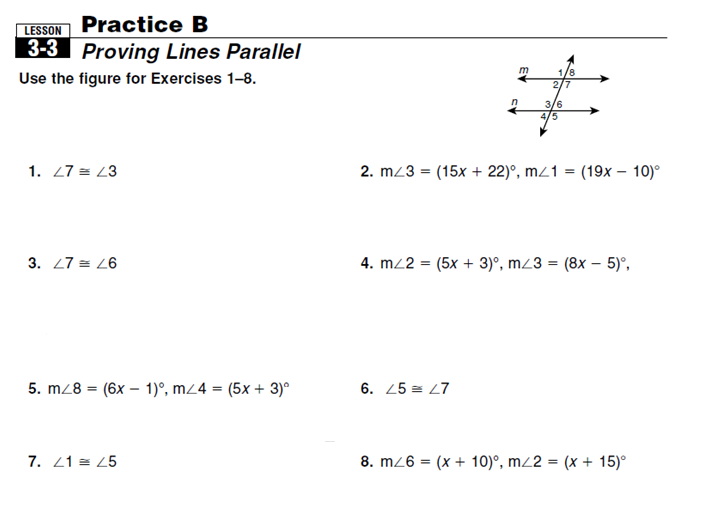 LESSON
3-3
Practice B
Proving Lines Parallel
Use the figure for Exercises 1–8.
m
1/8
2/7
n
3/6
4/5
1. ∠7 ≅ ∠3
2. m∠3 = (15x + 22)°, m∠1 = (19x − 10)°
3. ∠7 ≅ ∠6
4. m∠2 = (5x + 3)°, m∠3 = (8x − 5)°,
5. m∠8 = (6x − 1)°, m∠4 = (5x + 3)°
6. ∠5 ≅ ∠7
7. ∠1 ≅ ∠5
8. m∠6 = (x + 10)°, m∠2 = (x + 15)°